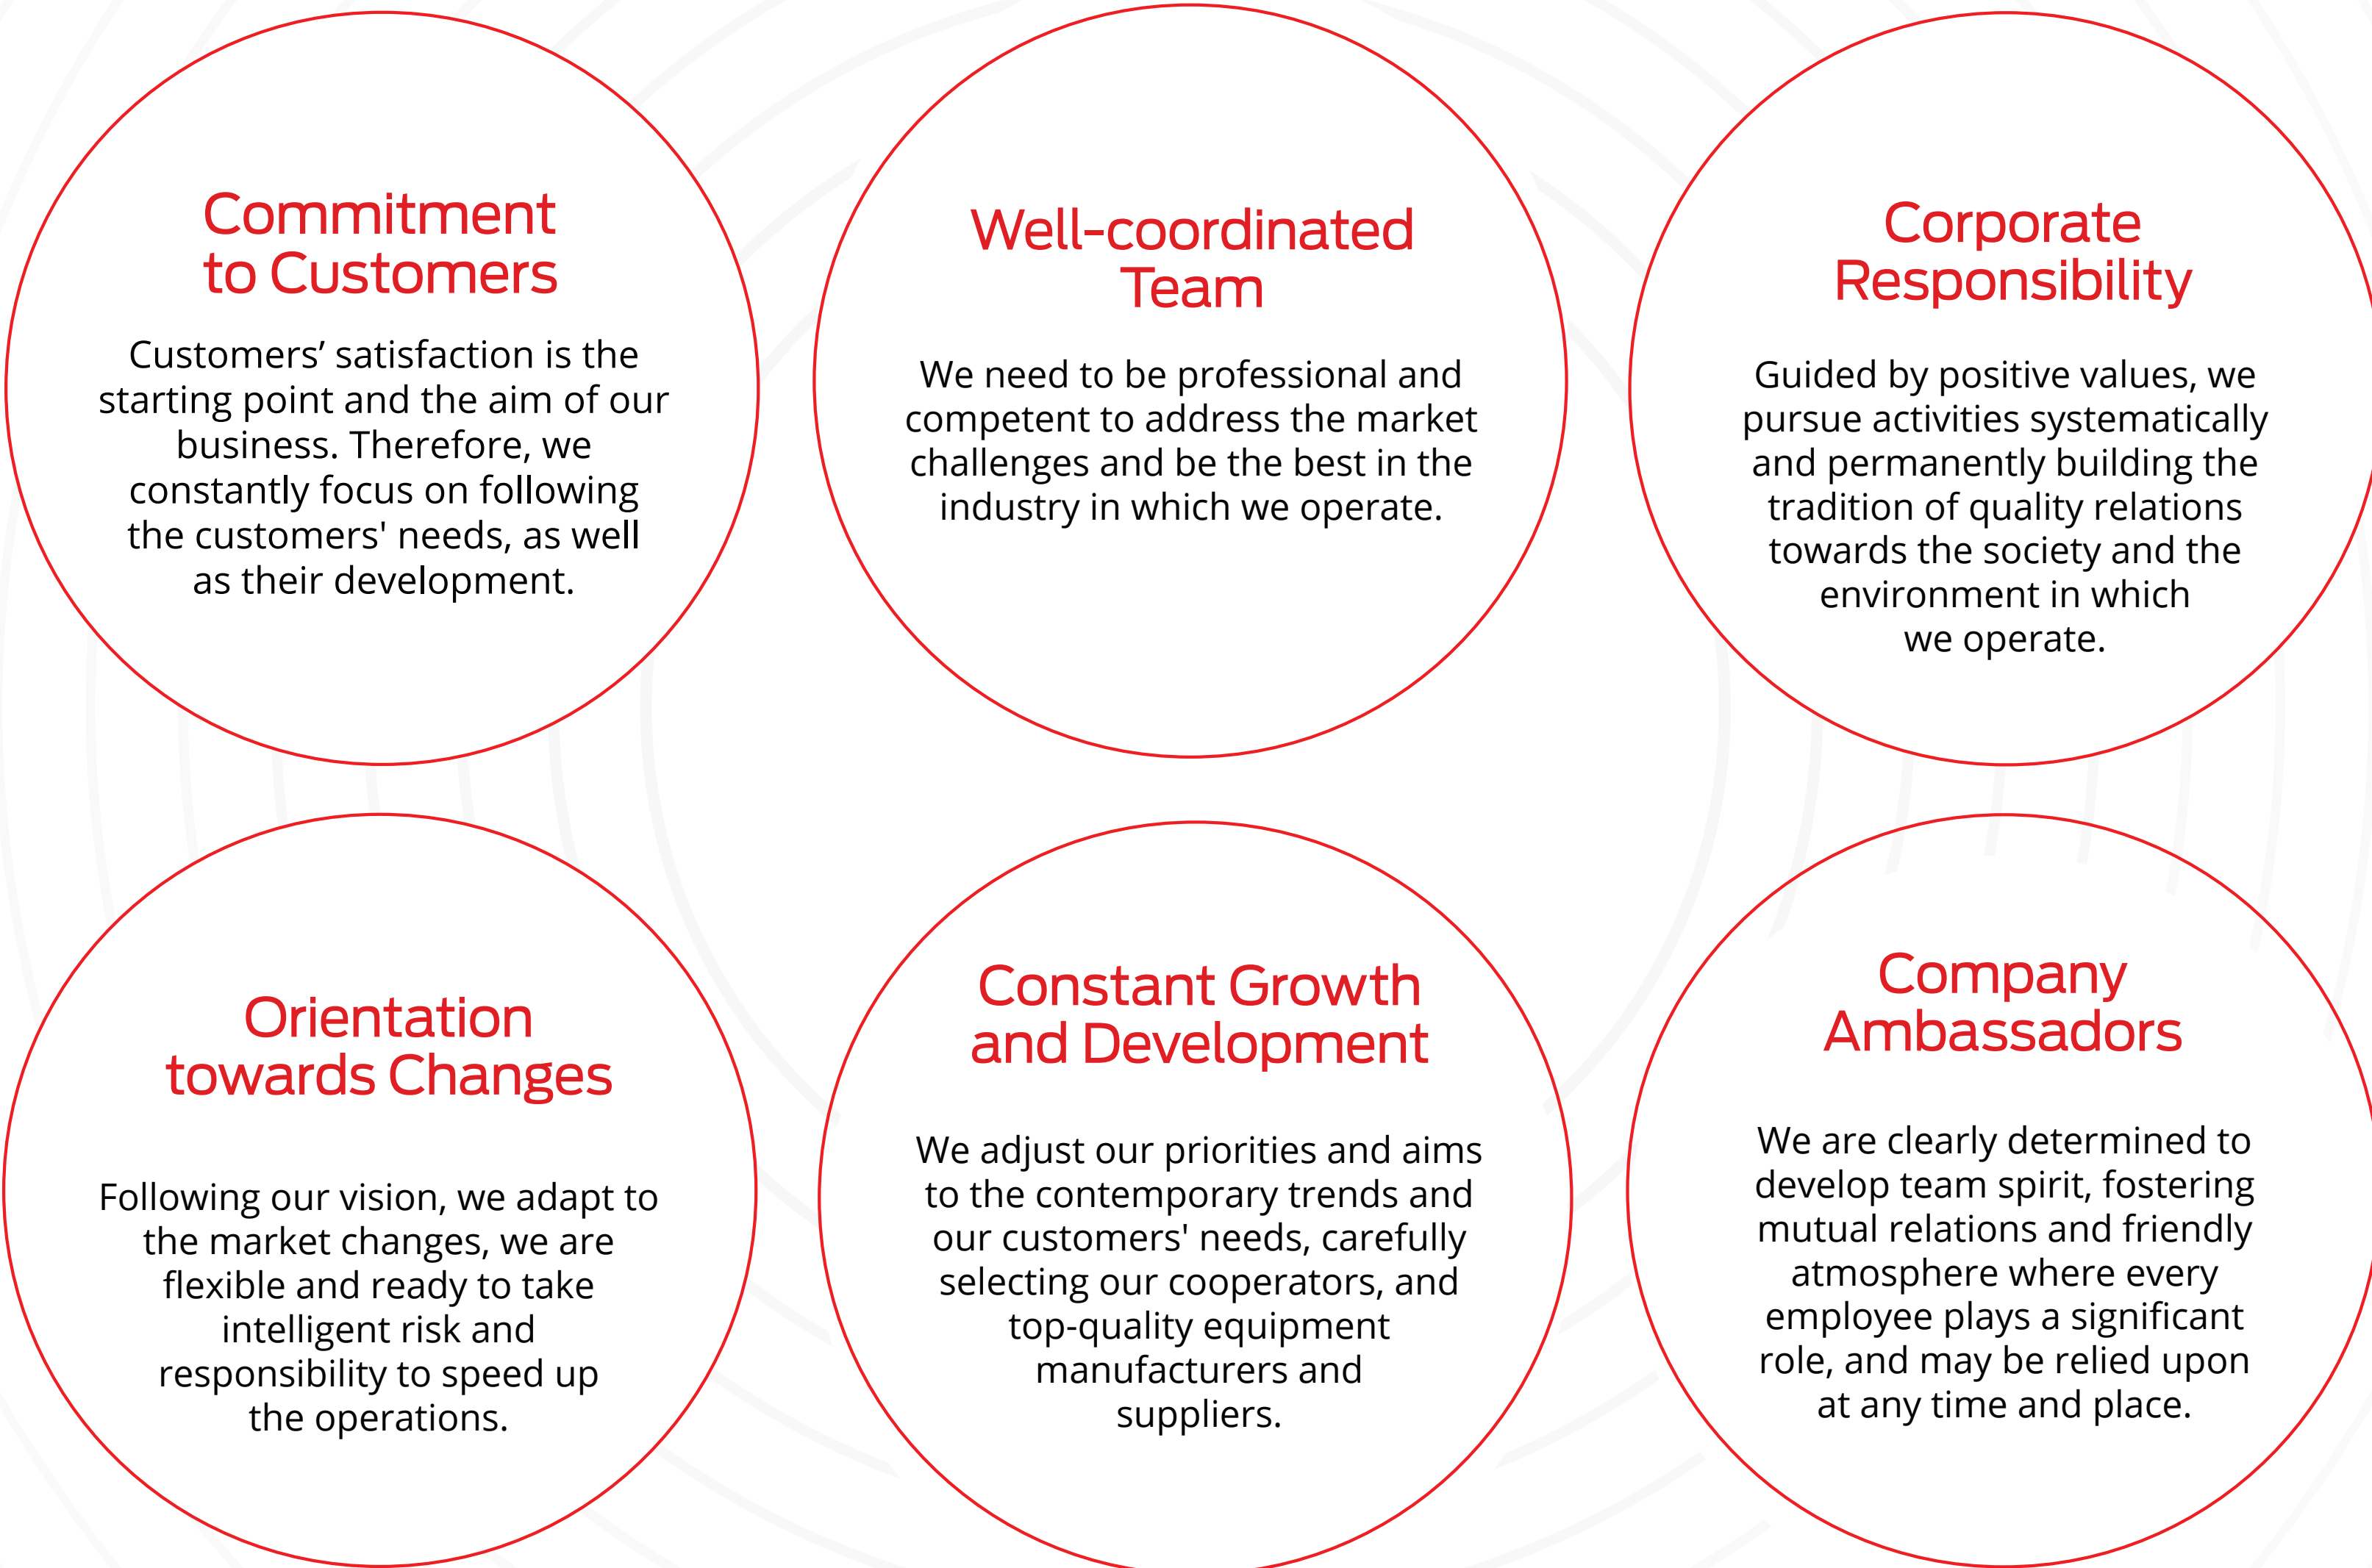 Commitment
to Customers
Customers’ satisfaction is the
starting point and the aim of our
business. Therefore, we
constantly focus on following
the customers' needs, as well
as their development.
Well-coordinated
Team
We need to be professional and
competent to address the market
challenges and be the best in the
industry in which we operate.
Corporate
Responsibility
Guided by positive values, we
pursue activities systematically
and permanently building the
tradition of quality relations
towards the society and the
environment in which
we operate.
Orientation
towards Changes
Following our vision, we adapt to
the market changes, we are
flexible and ready to take
intelligent risk and
responsibility to speed up
the operations.
Constant Growth
and Development
We adjust our priorities and aims
to the contemporary trends and
our customers' needs, carefully
selecting our cooperators, and
top-quality equipment
manufacturers and
suppliers.
Company
Ambassadors
We are clearly determined to
develop team spirit, fostering
mutual relations and friendly
atmosphere where every
employee plays a significant
role, and may be relied upon
at any time and place.